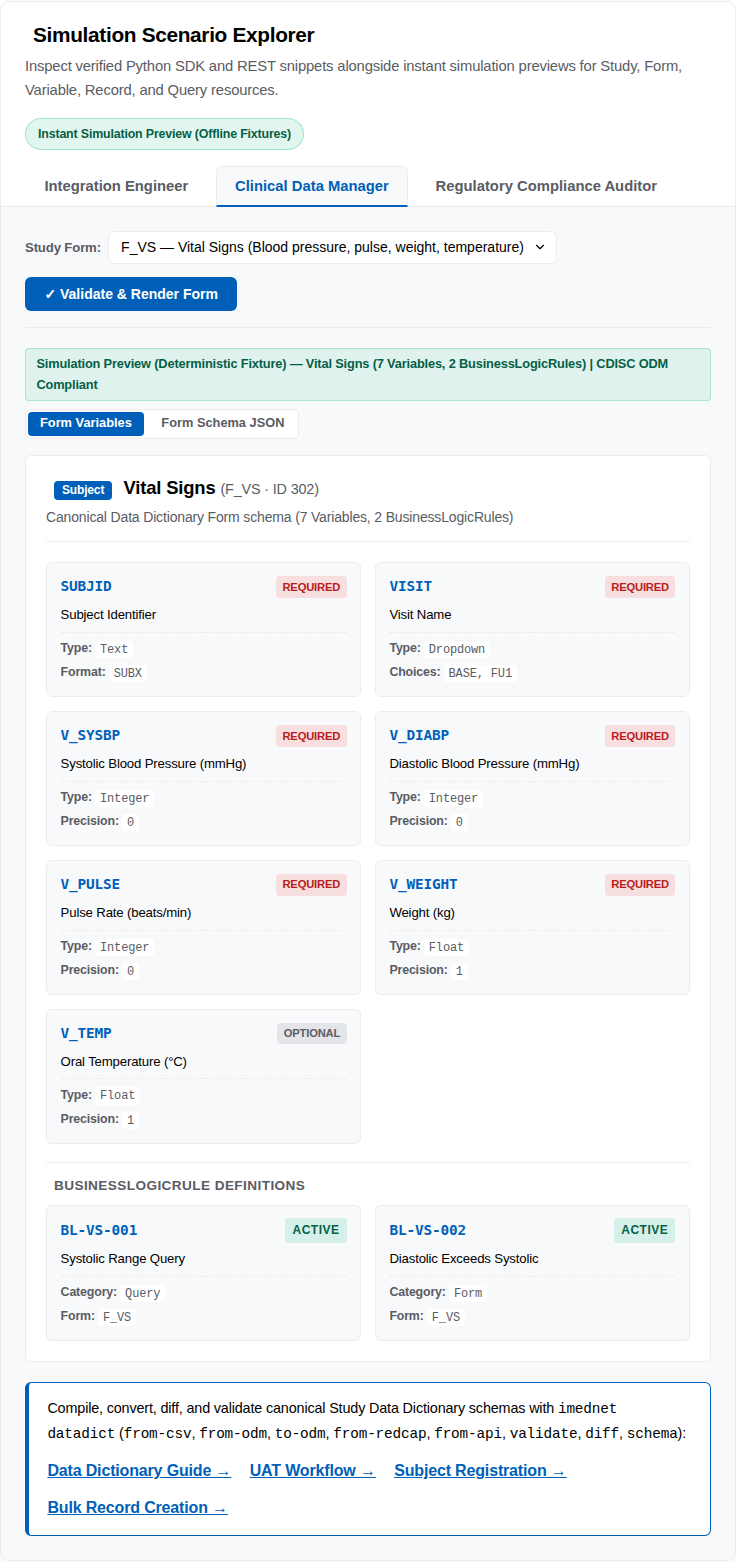 Simulation Scenario Explorer
Inspect verified Python SDK and REST snippets alongside instant simulation previews for Study, Form,
Variable, Record, and Query resources.
Instant Simulation Preview (Offline Fixtures)
Integration Engineer
Clinical Data Manager
Regulatory Compliance Auditor
Study Form: F_VS — Vital Signs (Blood pressure, pulse, weight, temperature)
✓ Validate & Render Form
Simulation Preview (Deterministic Fixture) — Vital Signs (7 Variables, 2 BusinessLogicRules) | CDISC ODM
Compliant
Form Variables
Form Schema JSON
Subject Vital Signs (F_VS · ID 302)
Canonical Data Dictionary Form schema (7 Variables, 2 BusinessLogicRules)
SUBJID REQUIRED
Subject Identifier
Type: Text
Format: SUBX
VISIT REQUIRED
Visit Name
Type: Dropdown
Choices: BASE, FU1
V_SYSBP REQUIRED
Systolic Blood Pressure (mmHg)
Type: Integer
Precision: 0
V_DIABP REQUIRED
Diastolic Blood Pressure (mmHg)
Type: Integer
Precision: 0
V_PULSE REQUIRED
Pulse Rate (beats/min)
Type: Integer
Precision: 0
V_WEIGHT REQUIRED
Weight (kg)
Type: Float
Precision: 1
V_TEMP OPTIONAL
Oral Temperature (°C)
Type: Float
Precision: 1
BUSINESSLOGICRULE DEFINITIONS
BL-VS-001 ACTIVE
Systolic Range Query
Category: Query
Form: F_VS
BL-VS-002 ACTIVE
Diastolic Exceeds Systolic
Category: Form
Form: F_VS
Compile, convert, diff, and validate canonical Study Data Dictionary schemas with imednet
datadict (from-csv, from-odm, to-odm, from-redcap, from-api, validate, diff, schema):
Data Dictionary Guide → UAT Workflow → Subject Registration →
Bulk Record Creation →